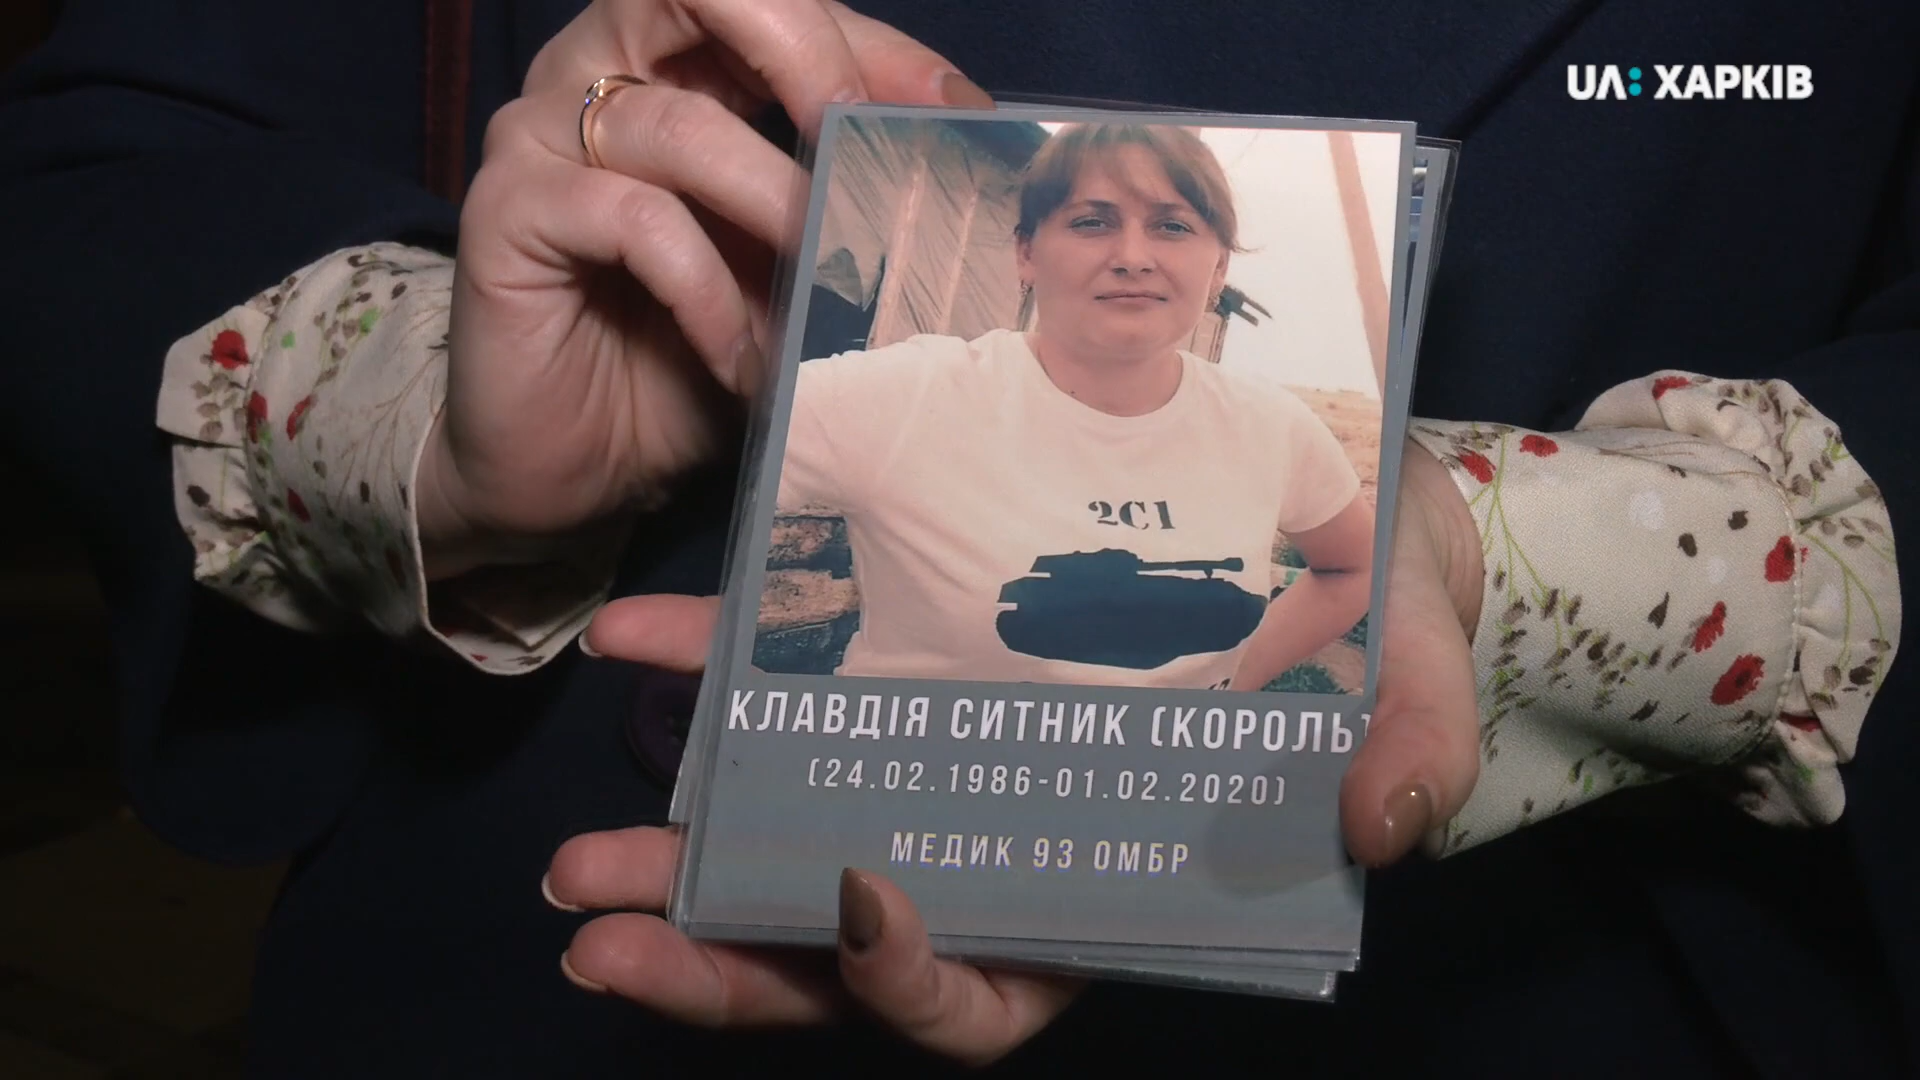 UA: ХАРКІВ
2С1
КЛАВДІЯ СИТНИК (КОРОЛЬ)
(24.02.1986-01.02.2020)
МЕДИК 93 ОМБР